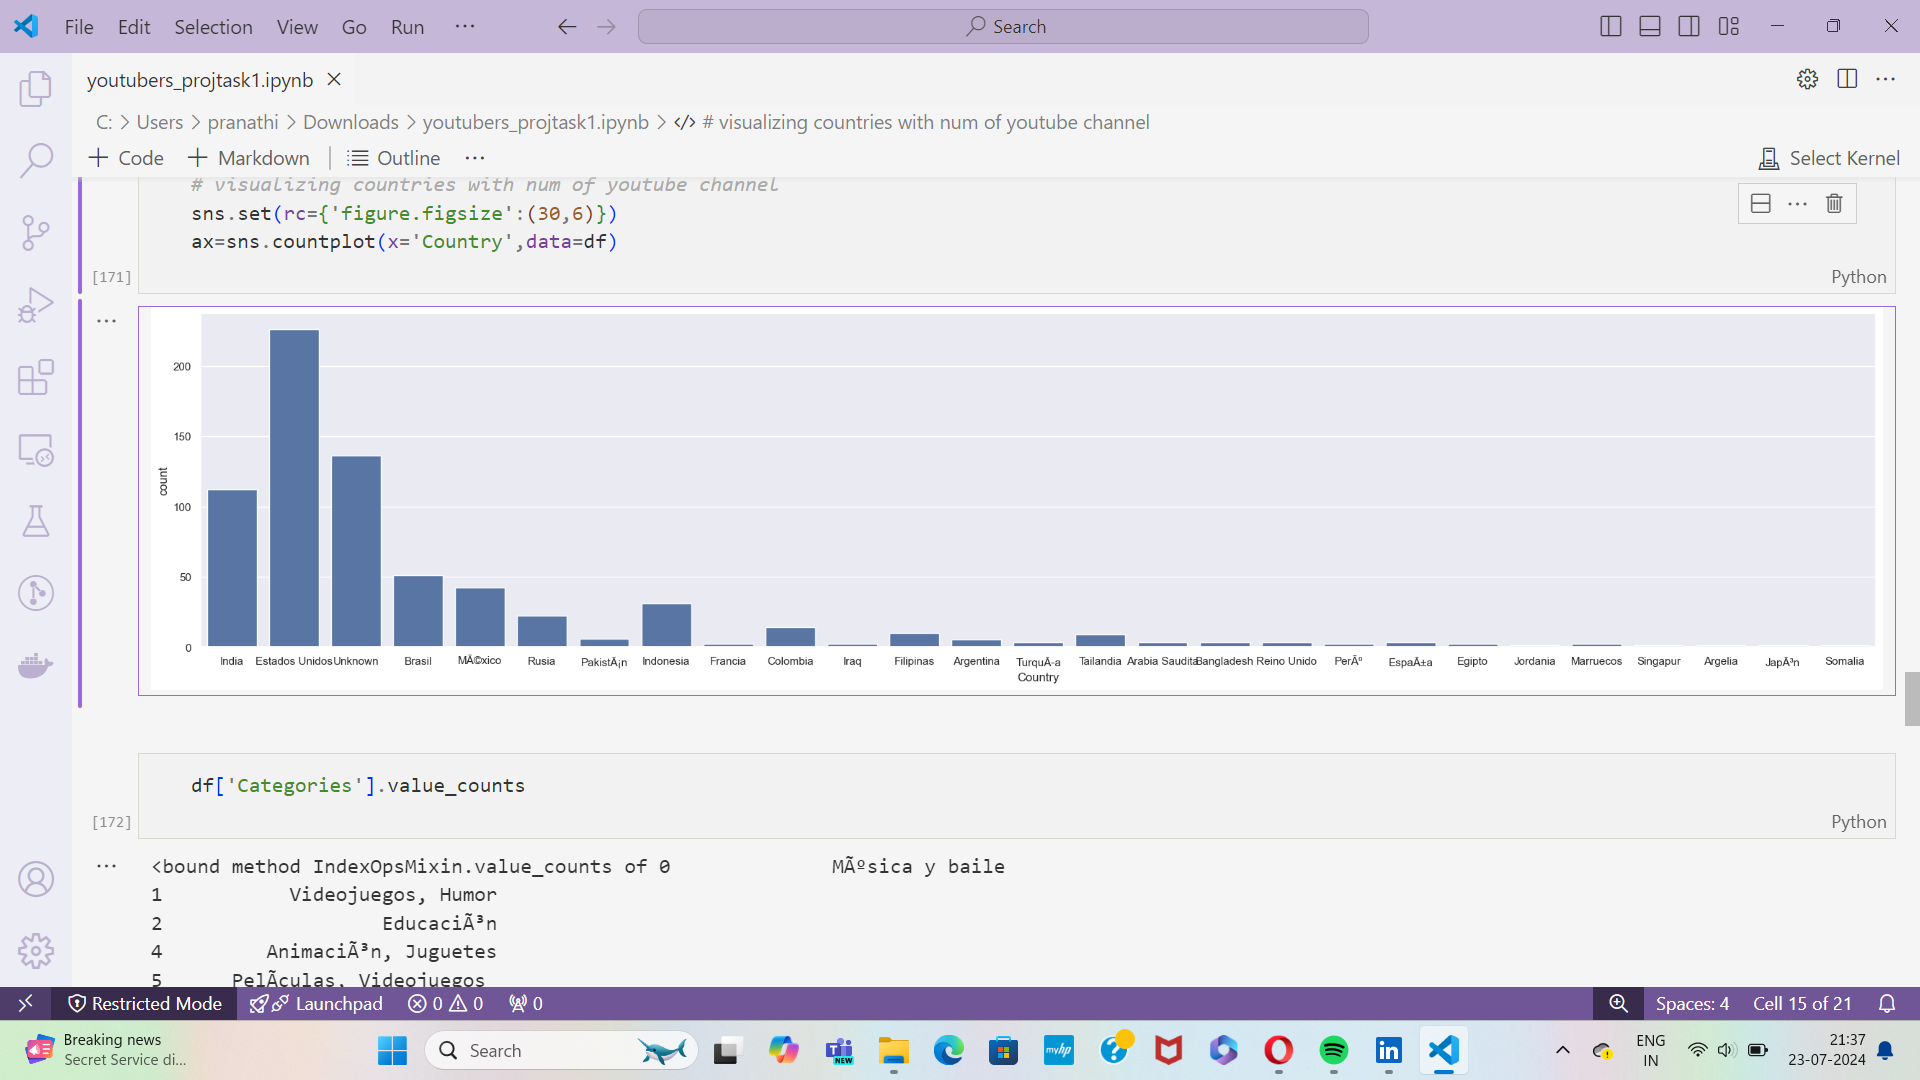 File Edit Selection View Go Run ··· Search
youtubers_projtask1.ipynb
C: > Users > pranathi > Downloads > youtubers_projtask1.ipynb > # visualizing countries with num of youtube channel
+ Code + Markdown | Outline ··· Select Kernel
# visualizing countries with num of youtube channel
sns.set(rc={'figure.figsize':(30,6)})
ax=sns.countplot(x='Country',data=df)
[171] Python
200
150
100
50
0
count
India Estados Unidos Unknown Brasil MÃ©xico Rusia PakistÃ¡n Indonesia Francia Colombia Iraq Filipinas Argentina TurquÃ-a Tailandia Arabia Saudita Bangladesh Reino Unido PerÃº EspaÃ±a Egipto Jordania Marruecos Singapur Argelia JapÃ³n Somalia
Country
df['Categories'].value_counts
[172] Python
<bound method IndexOpsMixin.value_counts of 0 MÃºsica y baile
1 Videojuegos, Humor
2 EducaciÃ³n
4 AnimaciÃ³n, Juguetes
5 PelÃculas, Videojuegos
Restricted Mode Launchpad 0 0 0 Spaces: 4 Cell 15 of 21
Breaking news
Secret Service di...
Search
NEW
myhp
ENG
IN
21:37
23-07-2024